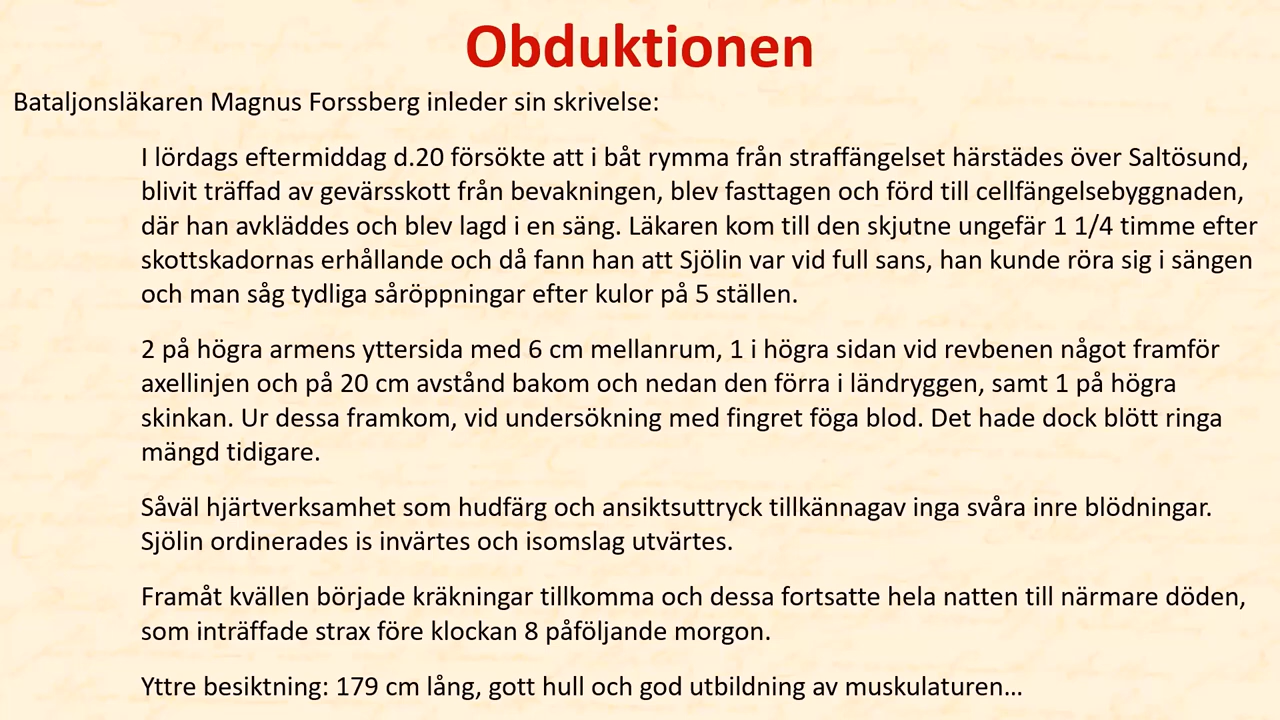 Obduktionen
Bataljonsläkaren Magnus Forssberg inleder sin skrivelse:
I lördags eftermiddag d.20 försökte att i båt rymma från straffängelset härstädes över Saltösund,
blivit träffad av gevärsskott från bevakningen, blev fasttagen och förd till cellfängelsebyggnaden,
där han avkläddes och blev lagd i en säng. Läkaren kom till den skjutne ungefär 1 1/4 timme efter
skottskadornas erhållande och då fann han att Sjölin var vid full sans, han kunde röra sig i sängen
och man såg tydliga såröppningar efter kulor på 5 ställen.
2 på högra armens yttersida med 6 cm mellanrum, 1 i högra sidan vid revbenen något framför
axellinjen och på 20 cm avstånd bakom och nedan den förra i ländryggen, samt 1 på högra
skinkan. Ur dessa framkom, vid undersökning med fingret föga blod. Det hade dock blött ringa
mängd tidigare.
Såväl hjärtverksamhet som hudfärg och ansiktsuttryck tillkännagav inga svåra inre blödningar.
Sjölin ordinerades is invärtes och isomslag utvärtes.
Framåt kvällen började kräkningar tillkomma och dessa fortsatte hela natten till närmare döden,
som inträffade strax före klockan 8 påföljande morgon.
Yttre besiktning: 179 cm lång, gott hull och god utbildning av muskulaturen…